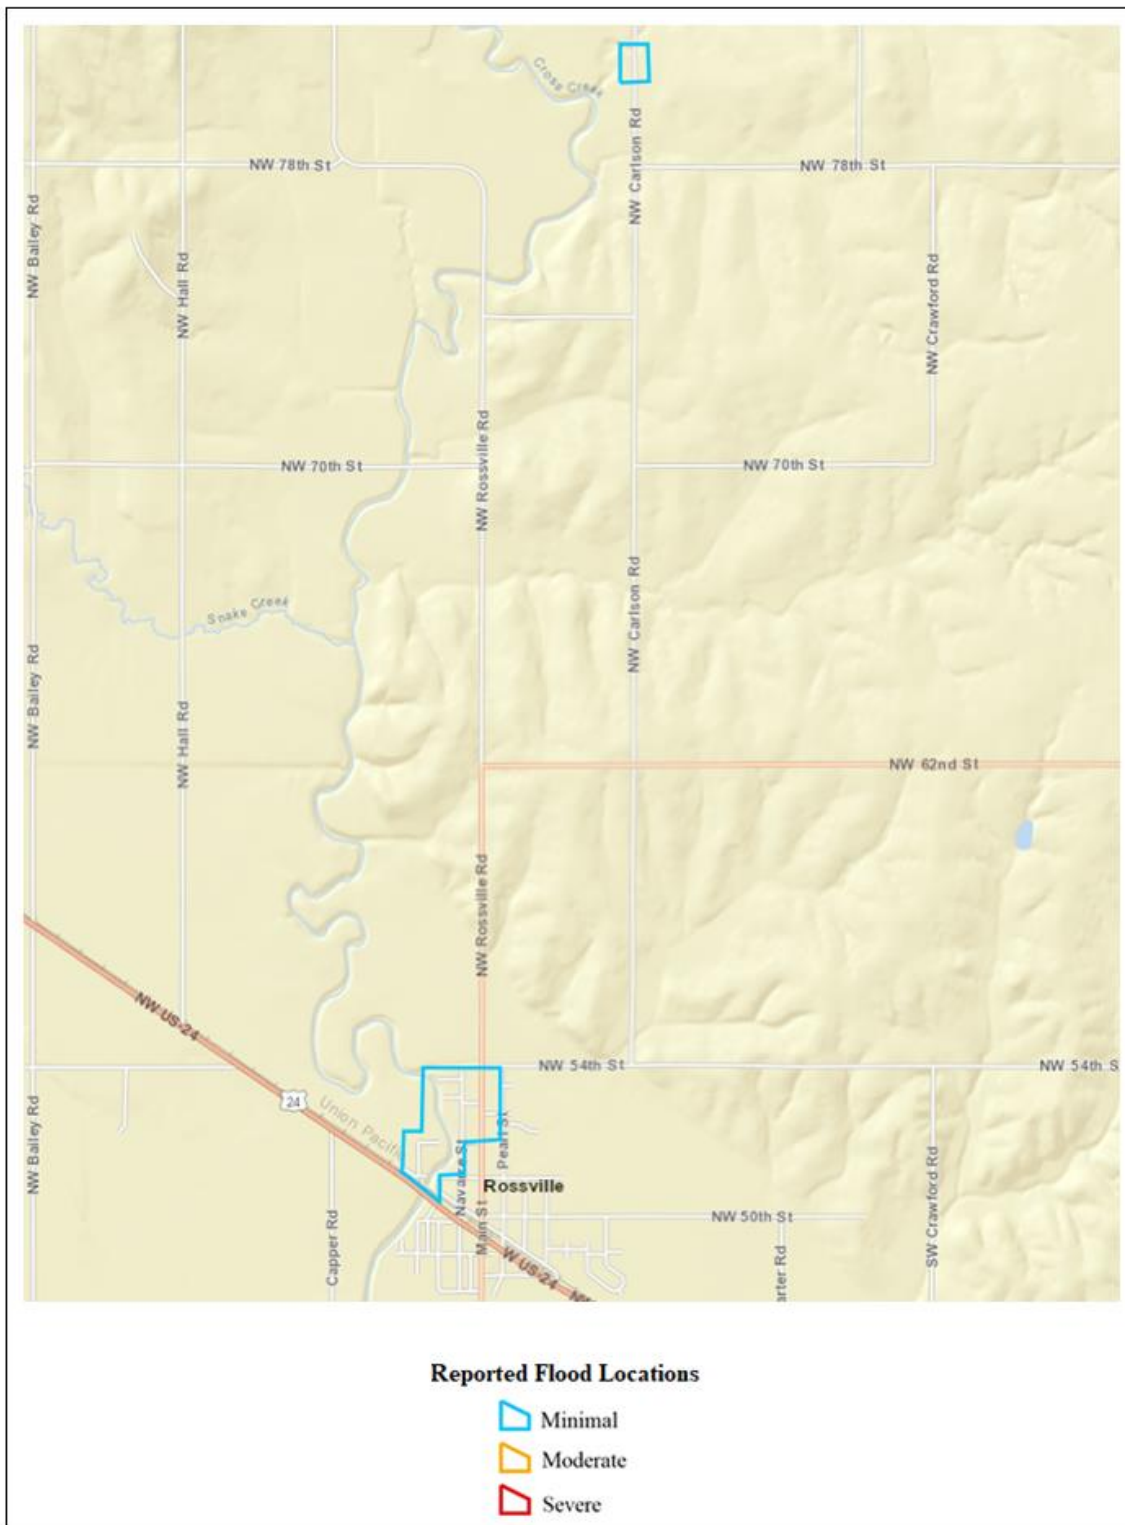 Cross Creek
NW Carlson Rd
NW 78th St
NW 78th St
NW Bailey Rd
NW Hall Rd
NW Crawford Rd
NW Rossville Rd
NW 70th St
NW 70th St
NW Carlson Rd
Snake Creek
NW Bailey Rd
NW Hall Rd
NW 62nd St
NW Rossville Rd
NW US-24
NW 54th St
NW 54th S
24
Union Pacific
NW Bailey Rd
Pearl St
Navarre St
Rossville
SW Crawford Rd
Capper Rd
Main St
NW 50th St
W US-24
arter Rd
Reported Flood Locations
Minimal
Moderate
Severe